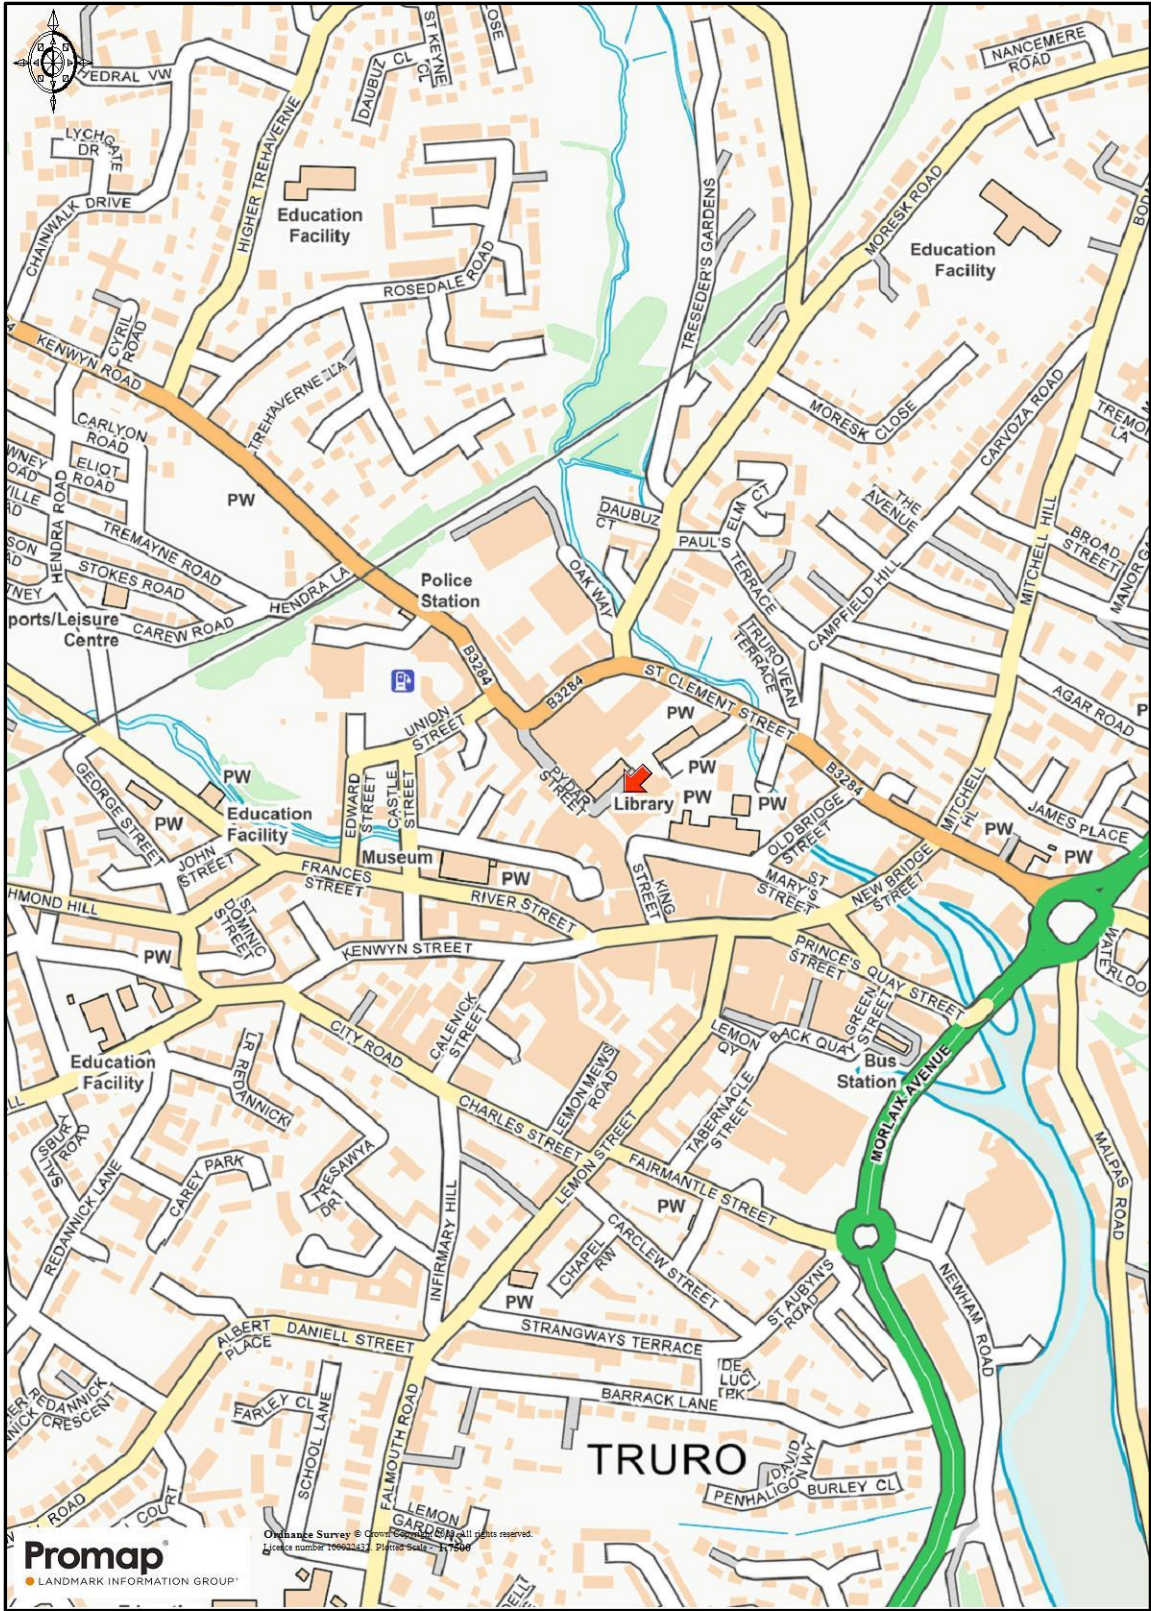 NANCEMERE
ROAD
ST KEYNE
CL
DAUBUZ CL
HIGHER TREHAVERNE
LYCHGATE
DR
CHAINWALK DRIVE
Education
Facility
TRESEDER'S GARDENS
MORESK ROAD
Education
Facility
ROSEDALE ROAD
KENWYN ROAD
CYRIL
ROAD
TREHAVERNE LA
CARLYON
ROAD
ELIOT
ROAD
HENDRA ROAD
PW
TREMAYNE ROAD
STOKES ROAD
HENDRA LA
CAREW ROAD
ports/Leisure
Centre
Police
Station
MORESK CLOSE
CARVOZA ROAD
THE
AVENUE
MITCHELL HILL
BROAD
STREET
DAUBUZ
CT
ELM CT
PAUL'S
TERRACE
OAK WAY
CAMPFIELD HILL
TRURO VEAN
TERRACE
AGAR ROAD
B3284
B3284
ST CLEMENT STREET
PW
UNION
STREET
PYDAR
STREET
Library
PW
PW
PW
B3284
MITCHELL
HL
JAMES PLACE
PW
PW
GEORGE STREET
PW
PW
Education
Facility
EDWARD
STREET
CASTLE
STREET
JOHN
STREET
FRANCES
STREET
Museum
PW
RIVER STREET
KING
STREET
OLD BRIDGE
STREET
ST
MARY'S
STREET
NEW BRIDGE
STREET
HMOND HILL
ST
DOMINIC
STREET
PW
KENWYN STREET
PRINCE'S QUAY STREET
STREET
GREEN
STREET
LEMON
QY
BACK QUAY
Bus
Station
MORLAIX AVENUE
CITY ROAD
CALENICK
STREET
LR REDANNICK
Education
Facility
LEMON MEWS
ROAD
TABERNACLE
STREET
CHARLES STREET
LEMON STREET
FAIRMANTLE STREET
MALPAS ROAD
REDANNICK LANE
CAREY PARK
TRESAWYA
DR
INFIRMARY HILL
PW
CHAPEL
RW
CARCLEW STREET
ST AUBYN'S
ROAD
NEWHAM ROAD
PW
ALBERT
PLACE
DANIELL STREET
STRANGWAYS TERRACE
BARRACK LANE
REDANNICK
CRESCENT
FARLEY CL
SCHOOL LANE
FALMOUTH ROAD
TRURO
DAVID
PENHALIGON WY
BURLEY CL
COURT
ROAD
LEMON
Promap
LANDMARK INFORMATION GROUP